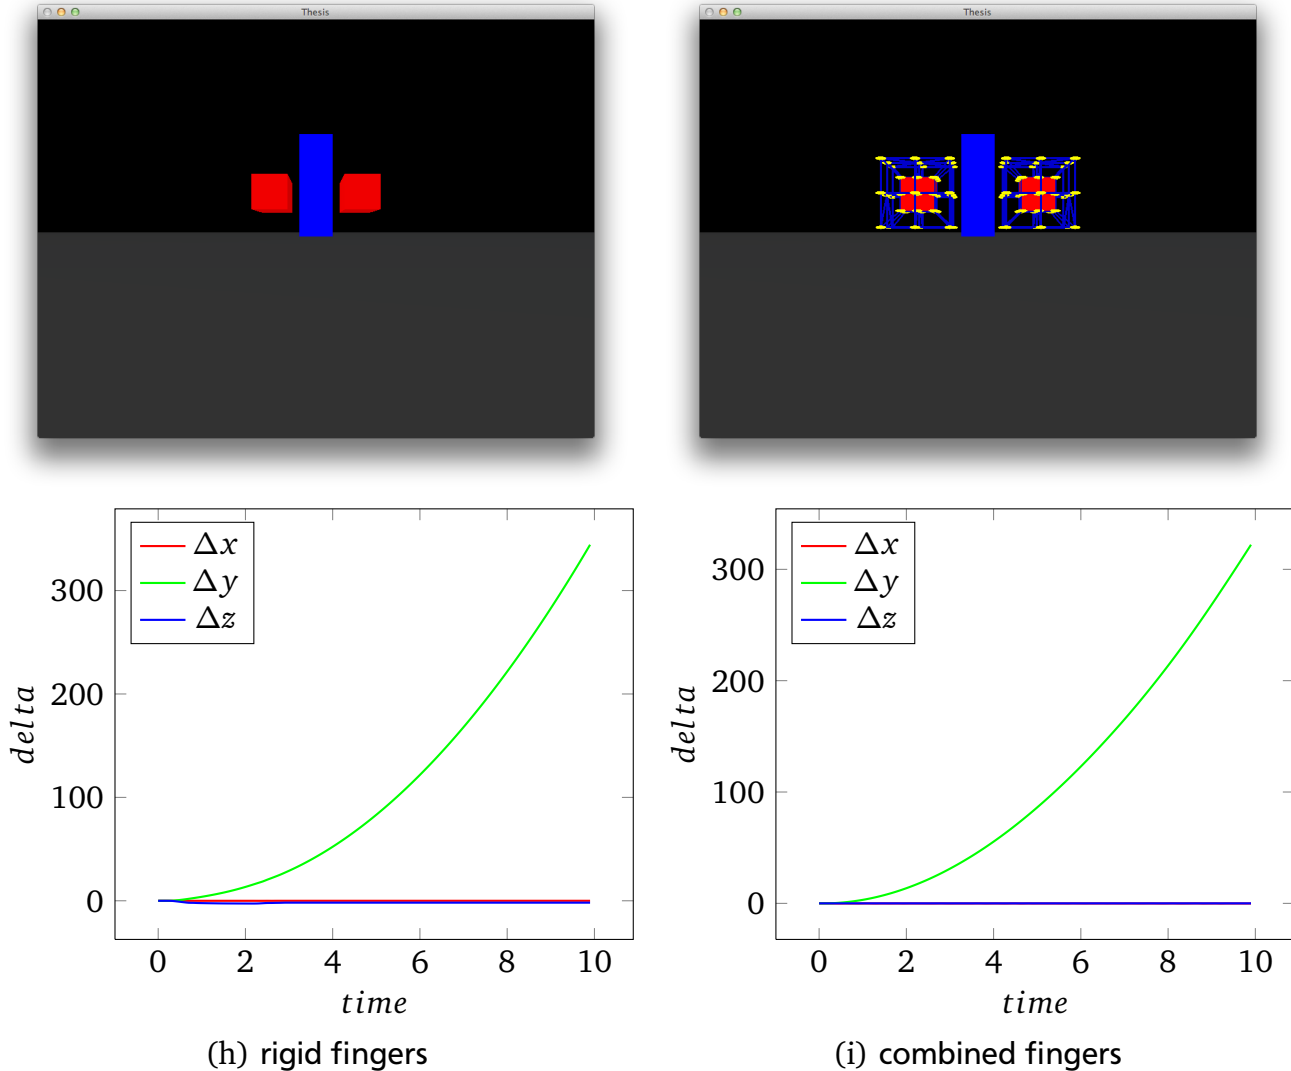 Thesis
Thesis
Δx
Δy
Δz
300
200
100
0
0 2 4 6 8 10
delta
time
(h) rigid fingers
Δx
Δy
Δz
300
200
100
0
0 2 4 6 8 10
delta
time
(i) combined fingers